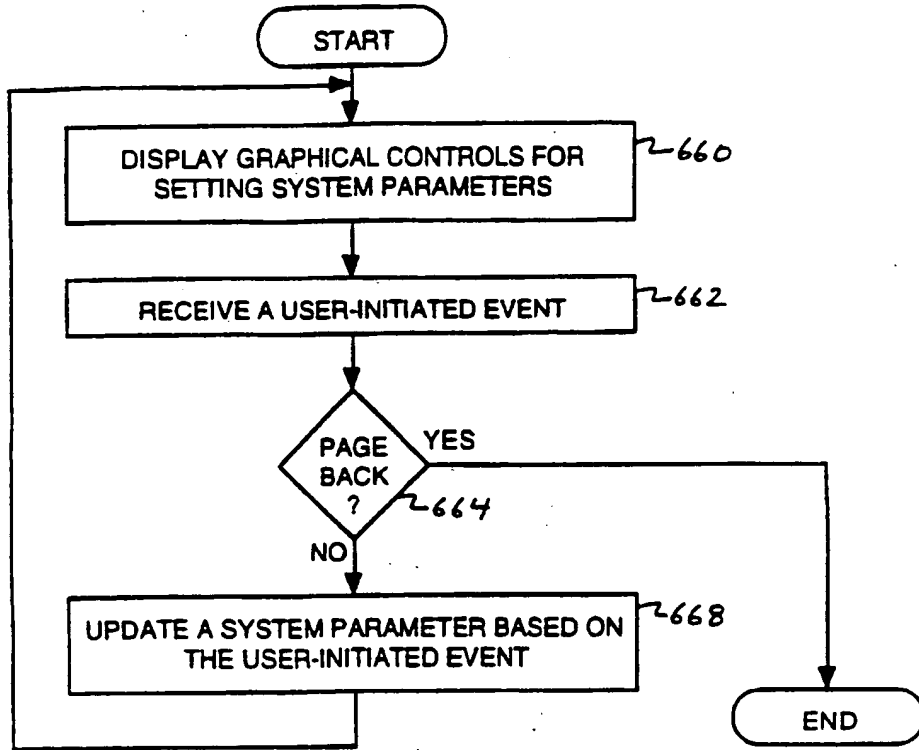 START
DISPLAY GRAPHICAL CONTROLS FOR
SETTING SYSTEM PARAMETERS
660
RECEIVE A USER-INITIATED EVENT
662
PAGE
BACK
?
YES
664
NO
UPDATE A SYSTEM PARAMETER BASED ON
THE USER-INITIATED EVENT
668
END